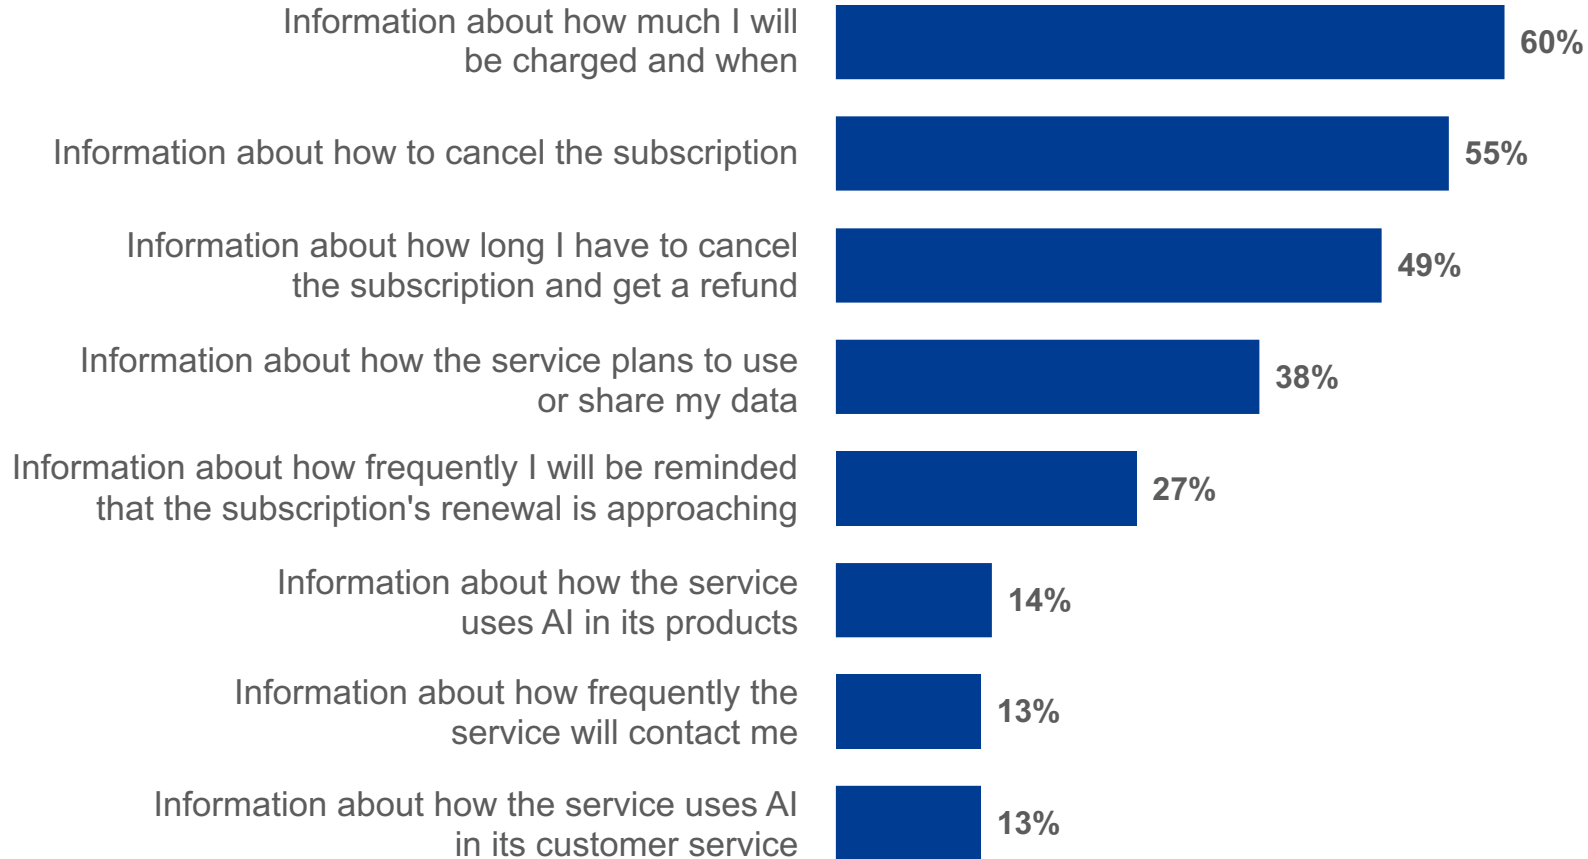 Information about how much I will
be charged and when
60%
Information about how to cancel the subscription
55%
Information about how long I have to cancel
the subscription and get a refund
49%
Information about how the service plans to use
or share my data
38%
Information about how frequently I will be reminded
that the subscription's renewal is approaching
27%
Information about how the service
uses AI in its products
14%
Information about how frequently the
service will contact me
13%
Information about how the service uses AI
in its customer service
13%